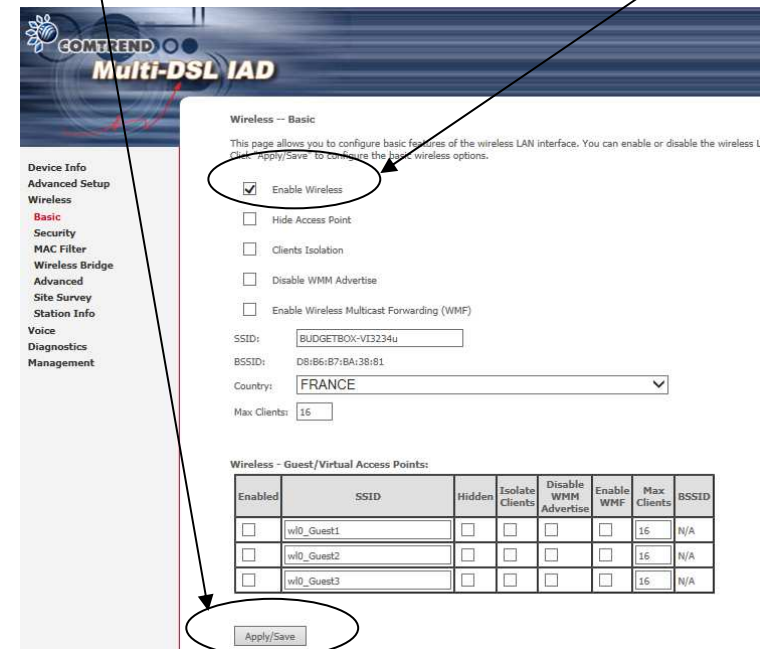 COMTREND
Multi-DSL IAD
Device Info
Advanced Setup
Wireless
Basic
Security
MAC Filter
Wireless Bridge
Advanced
Site Survey
Station Info
Voice
Diagnostics
Management
Wireless -- Basic
This page allows you to configure basic features of the wireless LAN interface. You can enable or disable the wireless L
Click "Apply/Save" to configure the basic wireless options.
Enable Wireless
Hide Access Point
Clients Isolation
Disable WMM Advertise
Enable Wireless Multicast Forwarding (WMF)
SSID: BUDGETBOX-VI3234u
BSSID: D8:B6:B7:BA:38:81
Country: FRANCE
Max Clients: 16
Wireless - Guest/Virtual Access Points:
Enabled SSID Hidden Isolate Clients Disable WMM Advertise Enable WMF Max Clients BSSID
wl0_Guest1 16 N/A
wl0_Guest2 16 N/A
wl0_Guest3 16 N/A
Apply/Save